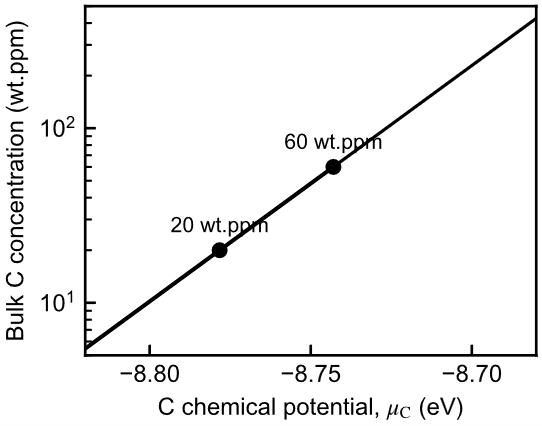 Bulk C concentration (wt.ppm)
10²
10¹
60 wt.ppm
20 wt.ppm
−8.80
−8.75
−8.70
C chemical potential, μC (eV)